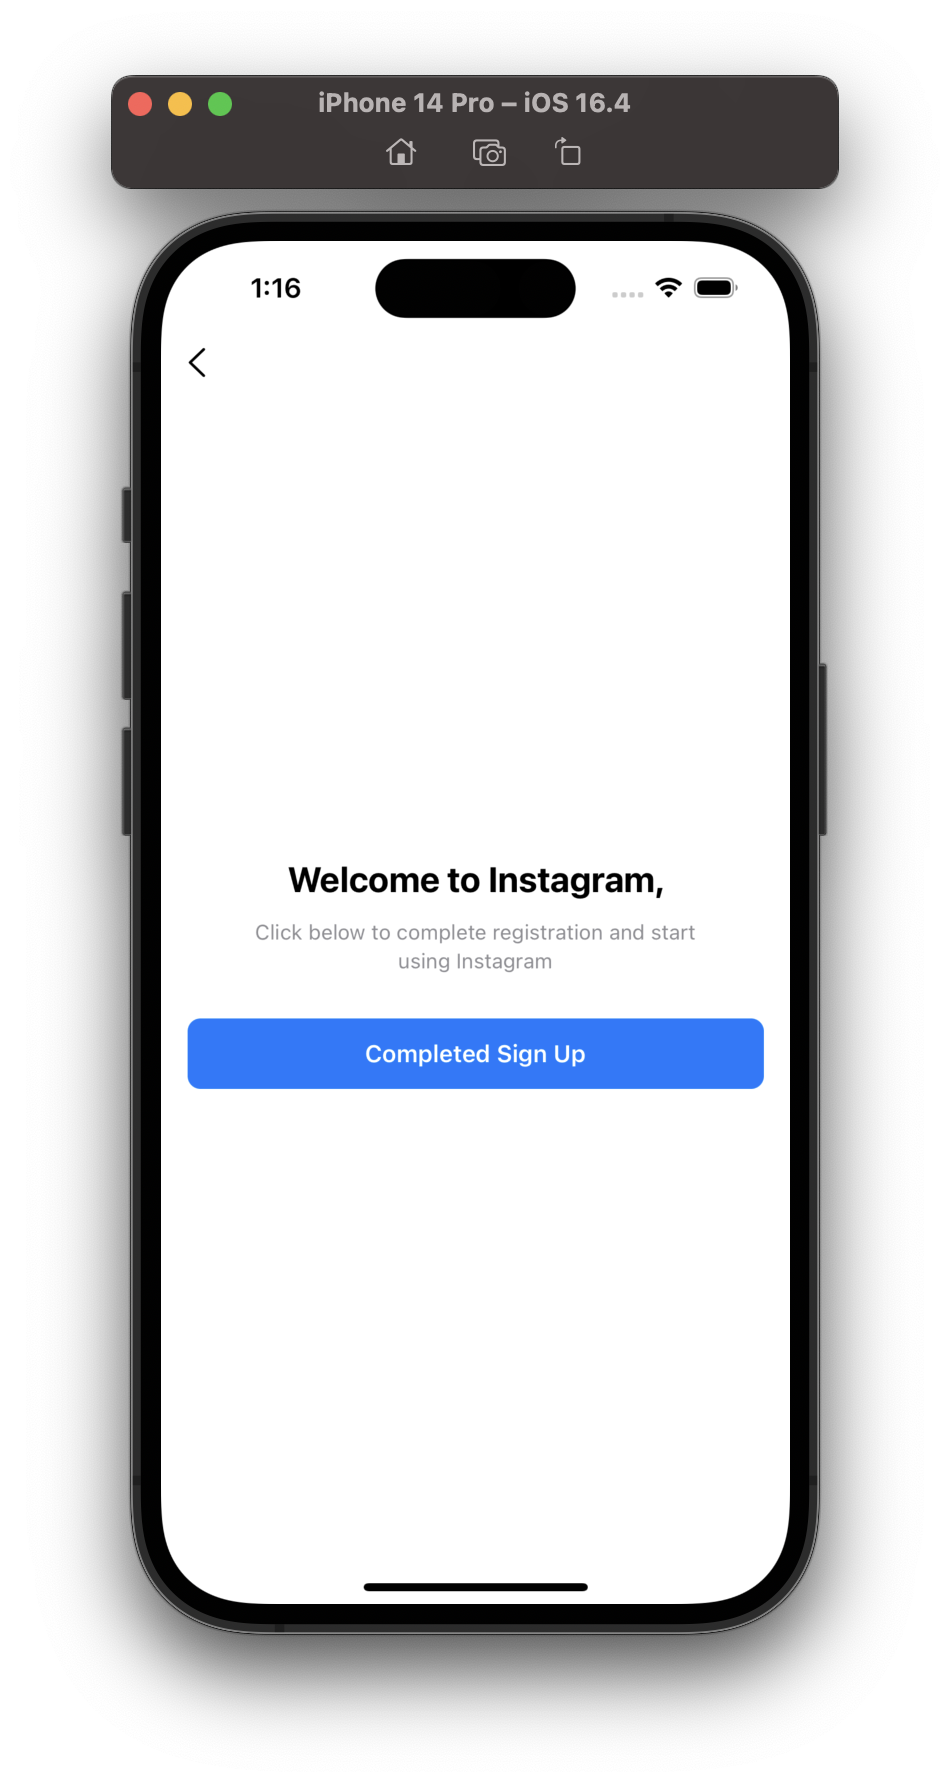 iPhone 14 Pro – iOS 16.4
1:16
Welcome to Instagram,
Click below to complete registration and start
using Instagram
Completed Sign Up